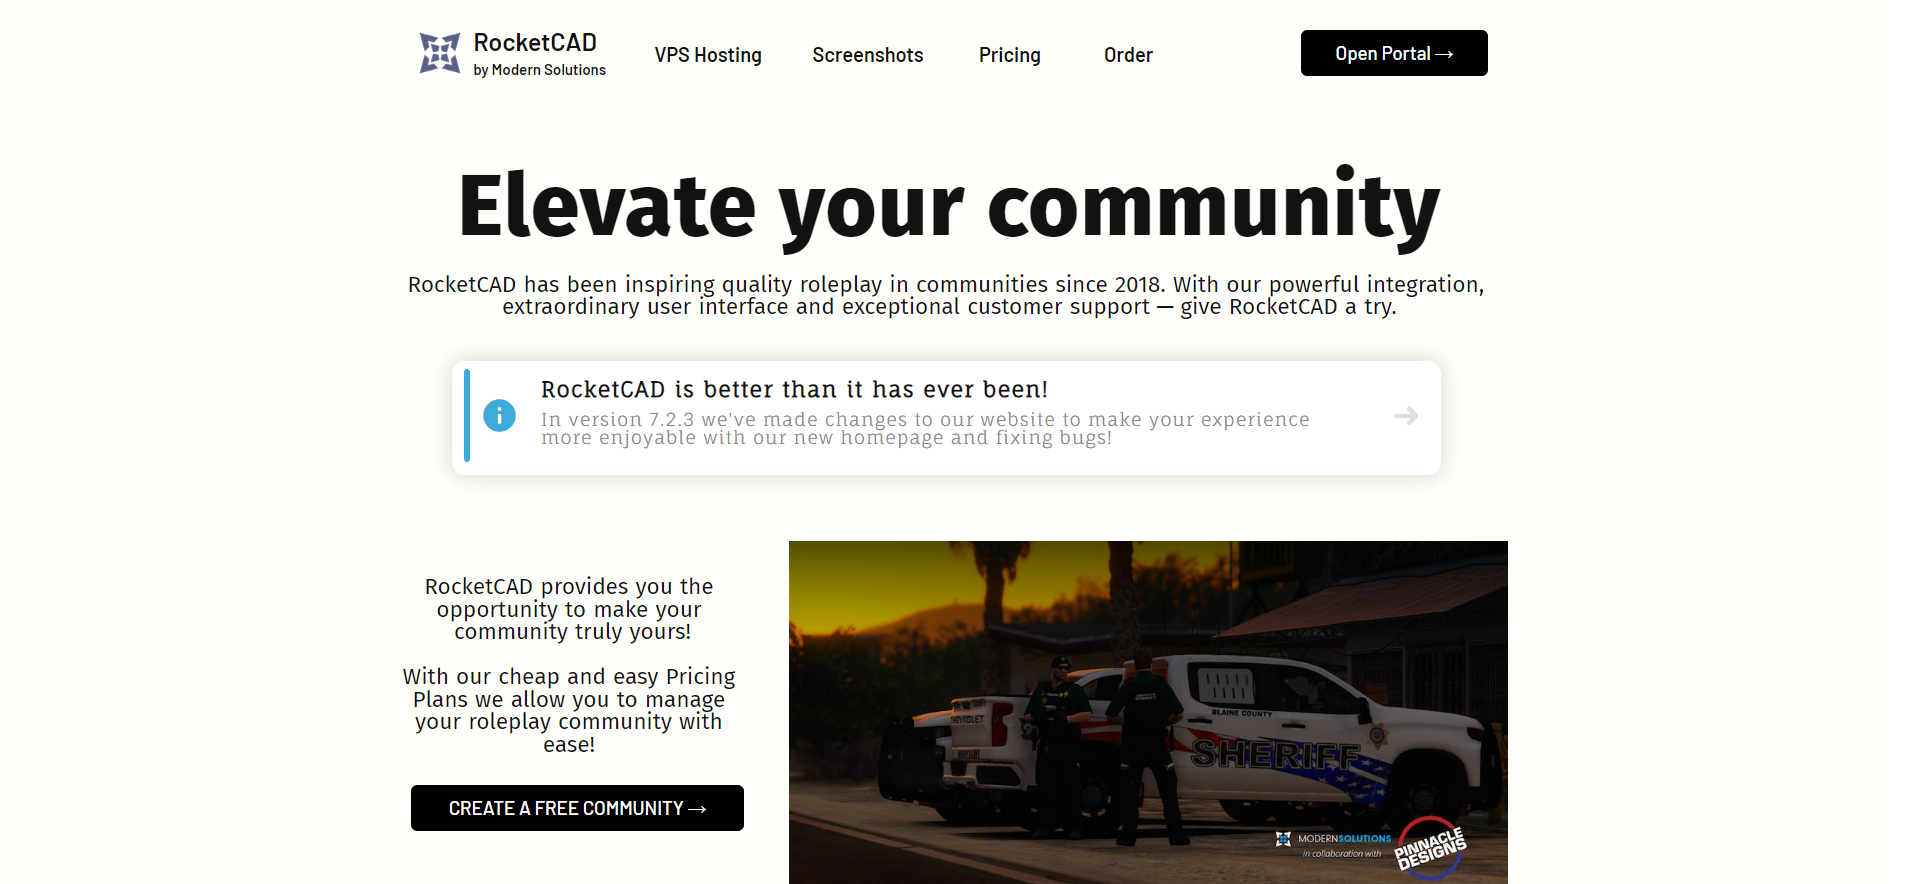 RocketCAD
by Modern Solutions
VPS Hosting
Screenshots
Pricing
Order
Open Portal →
Elevate your community
RocketCAD has been inspiring quality roleplay in communities since 2018. With our powerful integration,
extraordinary user interface and exceptional customer support — give RocketCAD a try.
RocketCAD is better than it has ever been!
In version 7.2.3 we've made changes to our website to make your experience
more enjoyable with our new homepage and fixing bugs!
RocketCAD provides you the
opportunity to make your
community truly yours!
With our cheap and easy Pricing
Plans we allow you to manage
your roleplay community with
ease!
CREATE A FREE COMMUNITY →
BLAINE COUNTY
CHEVROLET
SHERIFF
MODERNSOLUTIONS
in collaboration with
PINNACLE
DESIGNS